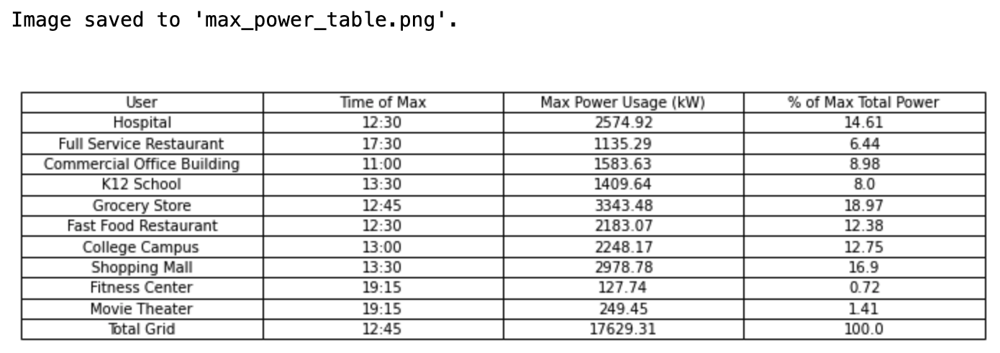 Image saved to 'max_power_table.png'.
User Time of Max Max Power Usage (kW) % of Max Total Power
Hospital 12:30 2574.92 14.61
Full Service Restaurant 17:30 1135.29 6.44
Commercial Office Building 11:00 1583.63 8.98
K12 School 13:30 1409.64 8.0
Grocery Store 12:45 3343.48 18.97
Fast Food Restaurant 12:30 2183.07 12.38
College Campus 13:00 2248.17 12.75
Shopping Mall 13:30 2978.78 16.9
Fitness Center 19:15 127.74 0.72
Movie Theater 19:15 249.45 1.41
Total Grid 12:45 17629.31 100.0